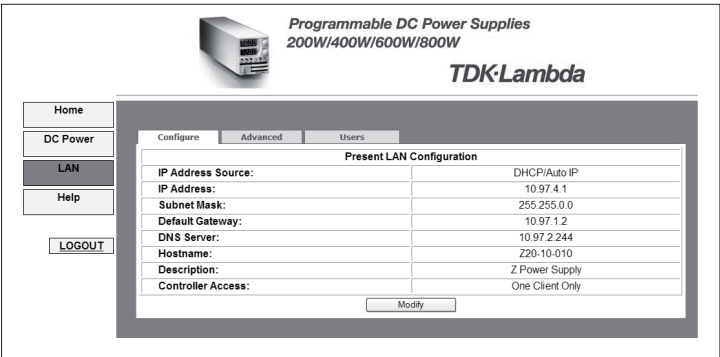 Programmable DC Power Supplies
200W/400W/600W/800W
TDK·Lambda
Home
DC Power
LAN
Help
LOGOUT
Configure Advanced Users
Present LAN Configuration
IP Address Source: DHCP/Auto IP
IP Address: 10.97.4.1
Subnet Mask: 255.255.0.0
Default Gateway: 10.97.1.2
DNS Server: 10.97.2.244
Hostname: Z20-10-010
Description: Z Power Supply
Controller Access: One Client Only
Modify